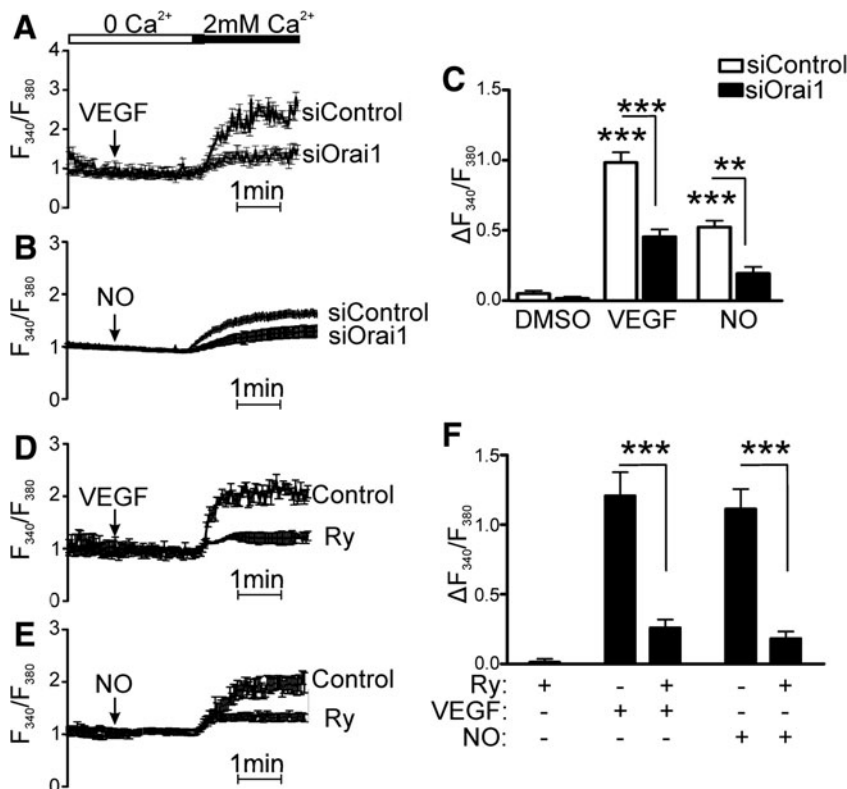 A
0 Ca²⁺ 2mM Ca²⁺
F₃₄₀/F₃₈₀
4
3
2
1
0
VEGF
siControl
siOrai1
1min
B
F₃₄₀/F₃₈₀
3
2
1
0
NO
siControl
siOrai1
1min
C
siControl
siOrai1
ΔF₃₄₀/F₃₈₀
1.5
1.0
0.5
0.0
***
***
**
***
DMSO VEGF NO
D
F₃₄₀/F₃₈₀
3
2
1
0
VEGF
Control
Ry
1min
E
F₃₄₀/F₃₈₀
3
2
1
0
NO
Control
Ry
1min
F
ΔF₃₄₀/F₃₈₀
1.5
1.0
0.5
0.0
*** ***
Ry: + - + - +
VEGF: - + + - -
NO: - - - + +